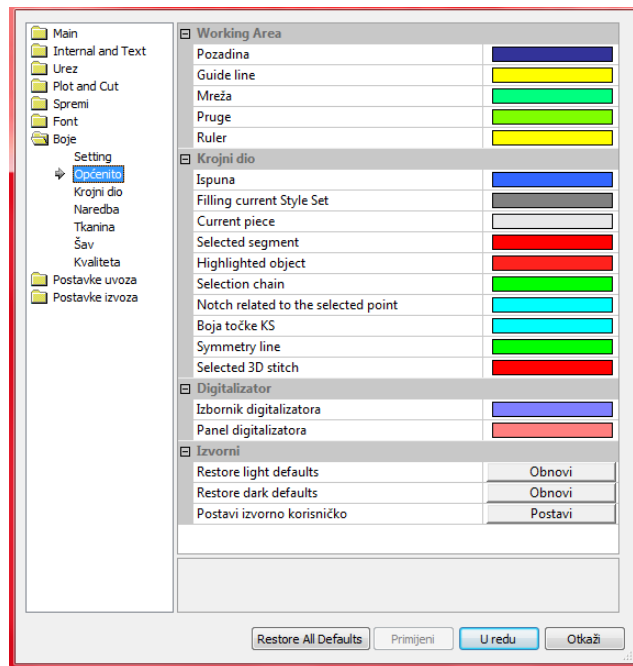 Main
Internal and Text
Urez
Plot and Cut
Spremi
Font
Boje
Setting
Općenito
Krojni dio
Naredba
Tkanina
Šav
Kvaliteta
Postavke uvoza
Postavke izvoza
Working Area
Pozadina
Guide line
Mreža
Pruge
Ruler
Krojni dio
Ispuna
Filling current Style Set
Current piece
Selected segment
Highlighted object
Selection chain
Notch related to the selected point
Boja točke KS
Symmetry line
Selected 3D stitch
Digitalizator
Izbornik digitalizatora
Panel digitalizatora
Izvorni
Restore light defaults Obnovi
Restore dark defaults Obnovi
Postavi izvorno korisničko Postavi
Restore All Defaults Primijeni U redu Otkaži